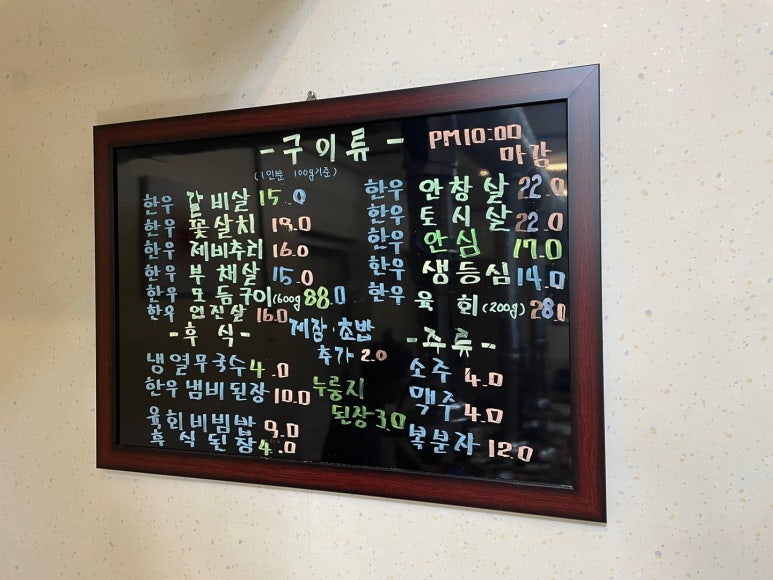 - 구이류 -
PM10:00
마감
(1인분 100g기준)
한우 갈비살 15.0
한우 꽃살치 19.0
한우 제비추리 16.0
한우 부채살 15.0
한우 모듬구이(600g 88.0
한우 언진살 16.0
한우 안창살 22.0
한우 토시살 22.0
한우 안심 17.0
한우 생등심 14.0
한우 육회(200g) 28.0
- 후식 -
게장·초밥
추가 2.0
냉열무국수 4.0
한우냄비된장 10.0
누룽지
된장 3.0
육회비빔밥 9.0
후식된장 4.0
- 주류 -
소주 4.0
맥주 4.0
복분자 12.0